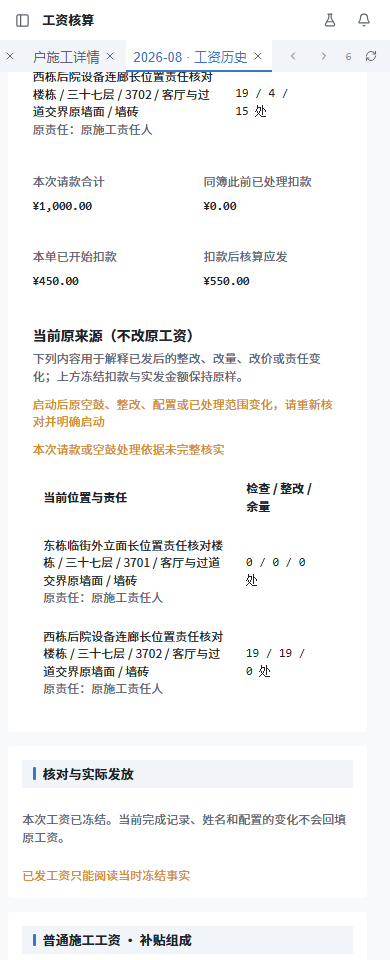 工资核算
户施工详情
2026-08 · 工资历史
6
西栋后院设备连廊长位置责任核对
楼栋 / 三十七层 / 3702 / 客厅与过
道交界原墙面 / 墙砖
原责任：原施工责任人
19 / 4 /
15 处
本次请款合计
同簿此前已处理扣款
¥1,000.00
¥0.00
本单已开始扣款
扣款后核算应发
¥450.00
¥550.00
当前原来源（不改原工资）
下列内容用于解释已发后的整改、改量、改价或责任变
化；上方冻结扣款与实发金额保持原样。
启动后原空鼓、整改、配置或已处理范围变化，请重新核
对并明确启动
本次请款或空鼓处理依据未完整核实
当前位置与责任
检查 / 整改 /
余量
东栋临街外立面长位置责任核对楼
栋 / 三十七层 / 3701 / 客厅与过道
交界原墙面 / 墙砖
原责任：原施工责任人
0 / 0 / 0
处
西栋后院设备连廊长位置责任核对
楼栋 / 三十七层 / 3702 / 客厅与过
道交界原墙面 / 墙砖
原责任：原施工责任人
19 / 19 /
0 处
核对与实际发放
本次工资已冻结。当前完成记录、姓名和配置的变化不会回填
原工资。
已发工资只能阅读当时冻结事实
普通施工工资 · 补贴组成